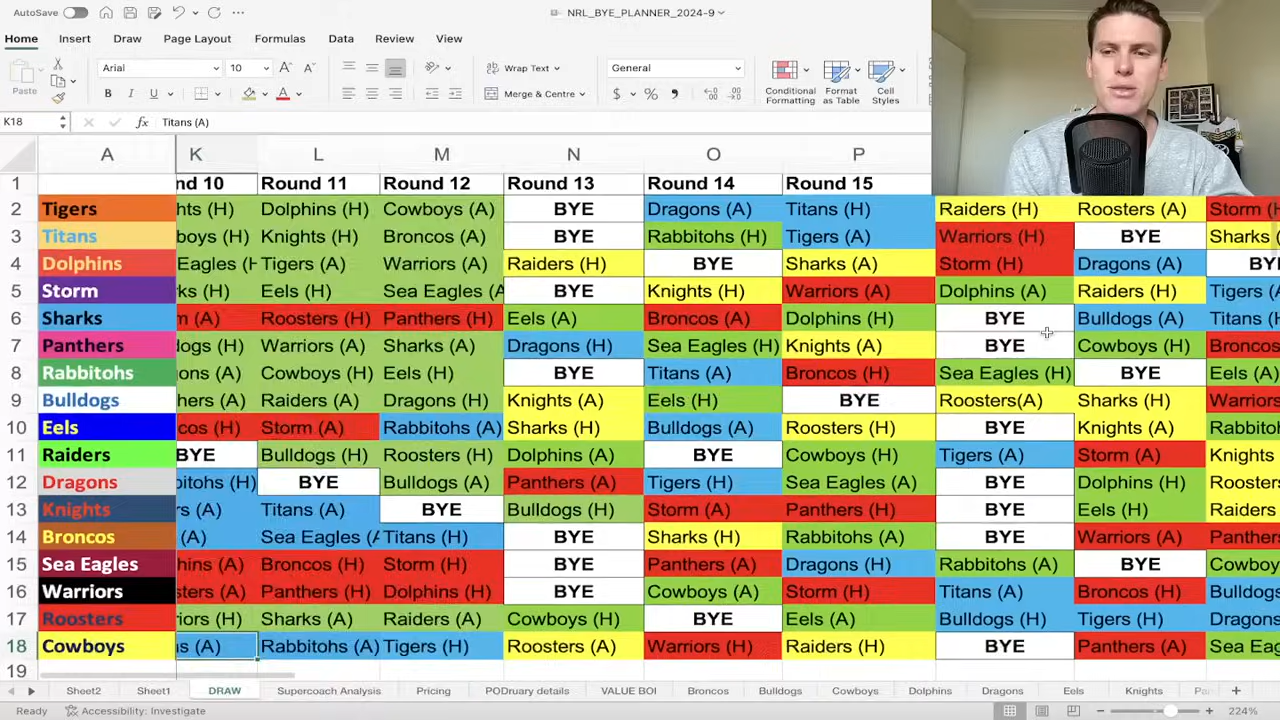 AutoSave
NRL_BYE_PLANNER_2024-9
Home Insert Draw Page Layout Formulas Data Review View
Paste
Arial 10 A A Wrap Text General
B I U A Merge & Centre $ % Conditional Formatting Format as Table Cell Styles
K18 fx Titans (A)
A K L M N O P
1 nd 10 Round 11 Round 12 Round 13 Round 14 Round 15
2 Tigers hts (H) Dolphins (H) Cowboys (A) BYE Dragons (A) Titans (H) Raiders (H) Roosters (A) Storm (H
3 Titans boys (H) Knights (H) Broncos (A) BYE Rabbitohs (H) Tigers (A) Warriors (H) BYE Sharks (
4 Dolphins Eagles (H Tigers (A) Warriors (A) Raiders (H) BYE Sharks (A) Storm (H) Dragons (A) BY
5 Storm ks (H) Eels (H) Sea Eagles (A BYE Knights (H) Warriors (A) Dolphins (A) Raiders (H) Tigers (A
6 Sharks m (A) Roosters (H) Panthers (H) Eels (A) Broncos (A) Dolphins (H) BYE Bulldogs (A) Titans (H
7 Panthers dogs (H) Warriors (A) Sharks (A) Dragons (H) Sea Eagles (H) Knights (A) BYE Cowboys (H) Broncos
8 Rabbitohs ons (A) Cowboys (H) Eels (H) BYE Titans (A) Broncos (H) Sea Eagles (H) BYE Eels (A)
9 Bulldogs hers (A) Raiders (A) Dragons (H) Knights (A) Eels (H) BYE Roosters(A) Sharks (H) Warriors
10 Eels cos (H) Storm (A) Rabbitohs (A) Sharks (H) Bulldogs (A) Roosters (H) BYE Knights (A) Rabbitoh
11 Raiders BYE Bulldogs (H) Roosters (H) Dolphins (A) BYE Cowboys (H) Tigers (A) Storm (A) Knights
12 Dragons itohs (H) BYE Bulldogs (A) Panthers (A) Tigers (H) Sea Eagles (A) BYE Dolphins (H) Rooster
13 Knights rs (A) Titans (A) BYE Bulldogs (H) Storm (A) Panthers (H) BYE Eels (H) Raiders
14 Broncos (A) Sea Eagles (A Titans (H) BYE Sharks (H) Rabbitohs (A) BYE Warriors (A) Panther
15 Sea Eagles hins (A) Broncos (H) Storm (H) BYE Panthers (A) Dragons (H) Rabbitohs (A) BYE Cowboy
16 Warriors sters (A) Panthers (H) Dolphins (H) BYE Cowboys (A) Storm (H) Titans (A) Broncos (H) Bulldogs
17 Roosters iors (H) Sharks (A) Raiders (A) Cowboys (H) BYE Eels (A) Bulldogs (H) Tigers (H) Dragons
18 Cowboys s (A) Rabbitohs (A) Tigers (H) Roosters (A) Warriors (H) Raiders (H) BYE Panthers (A) Sea Eag
19
Sheet2 Sheet1 DRAW Supercoach Analysis Pricing PODruary details VALUE BOI Broncos Bulldogs Cowboys Dolphins Dragons Eels Knights Pa
Ready Accessibility: Investigate 224%